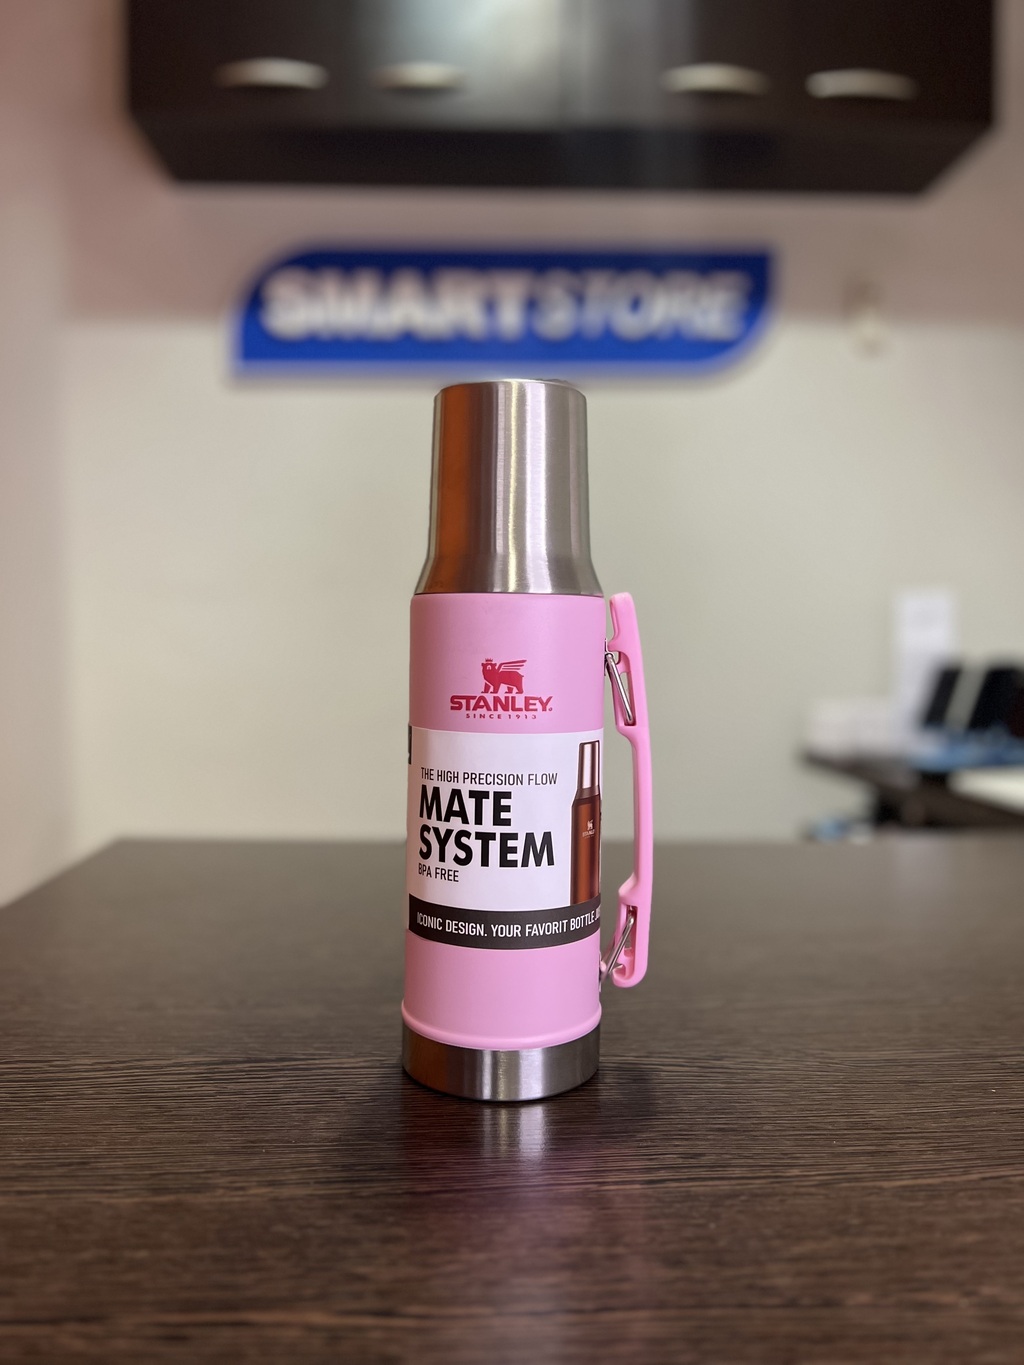 SMARTSTORE
STANLEY
SINCE 1913
THE HIGH PRECISION FLOW
MATE
SYSTEM
BPA FREE
ICONIC DESIGN. YOUR FAVORIT BOTTLE